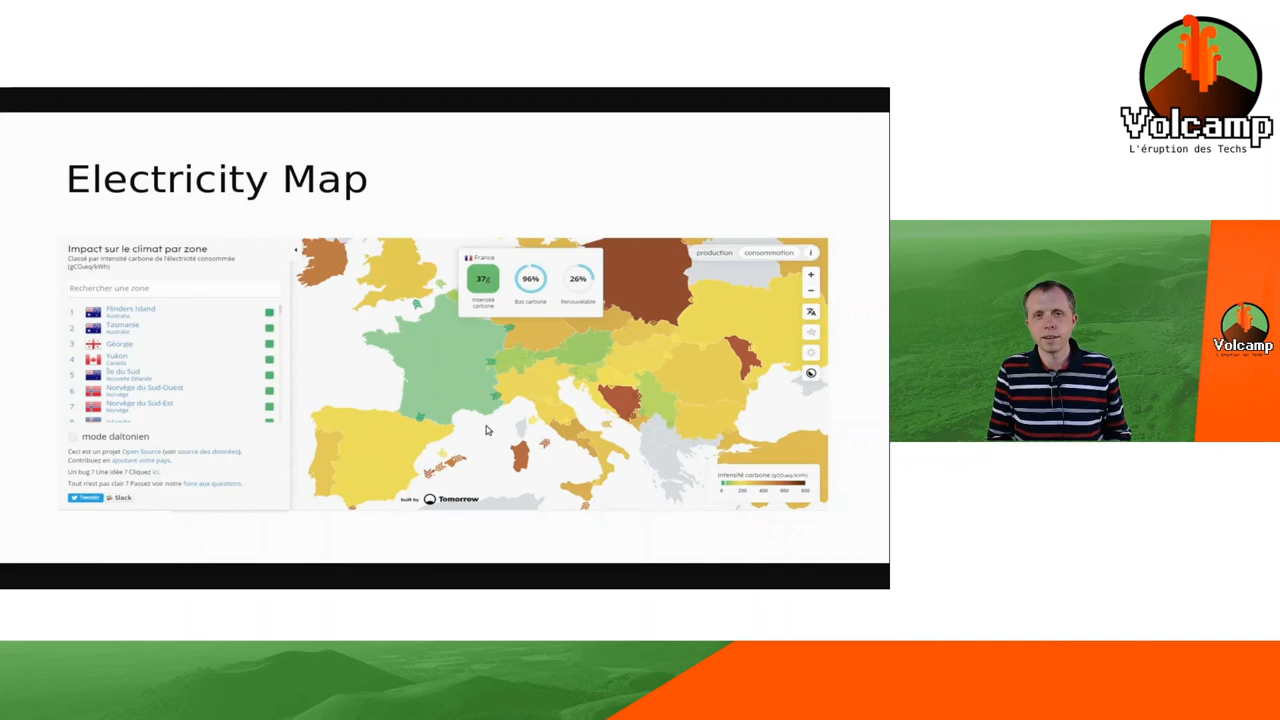 Volcamp
L'éruption des Techs
Electricity Map
Impact sur le climat par zone
Classé par intensité carbone de l'électricité consommée
(gCO₂eq/kWh)
Rechercher une zone
1 Flinders Island
Australia
2 Tasmanie
Australie
3 Géorgie
4 Yukon
Canada
5 Île du Sud
Nouvelle Zélande
6 Norvège du Sud-Ouest
Norvège
7 Norvège du Sud-Est
Norvège
mode daltonien
Ceci est un projet Open Source (voir source des données).
Contribuez en ajoutant votre pays.
Un bug ? Une idée ? Cliquez ici.
Tout n'est pas clair ? Passez voir notre foire aux questions.
Tweeter
Slack
France
37g
96%
26%
Intensité
carbone
Bas carbone
Renouvelable
production
consommation
i
+
−
built by
Tomorrow
Intensité carbone (gCO₂eq/kWh)
0 200 400 600 800
Volcamp
L'éruption des Techs